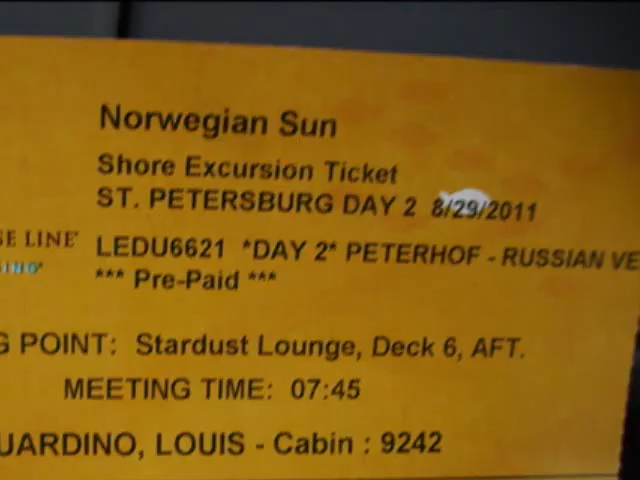 Norwegian Sun
Shore Excursion Ticket
ST. PETERSBURG DAY 2 8/29/2011
SE LINE
LEDU6621 *DAY 2* PETERHOF - RUSSIAN VE
*** Pre-Paid ***
G POINT: Stardust Lounge, Deck 6, AFT.
MEETING TIME: 07:45
UARDINO, LOUIS - Cabin : 9242